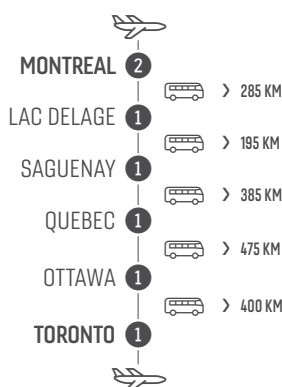 MONTREAL 2
› 285 KM
LAC DELAGE 1
› 195 KM
SAGUENAY 1
› 385 KM
QUEBEC 1
› 475 KM
OTTAWA 1
› 400 KM
TORONTO 1